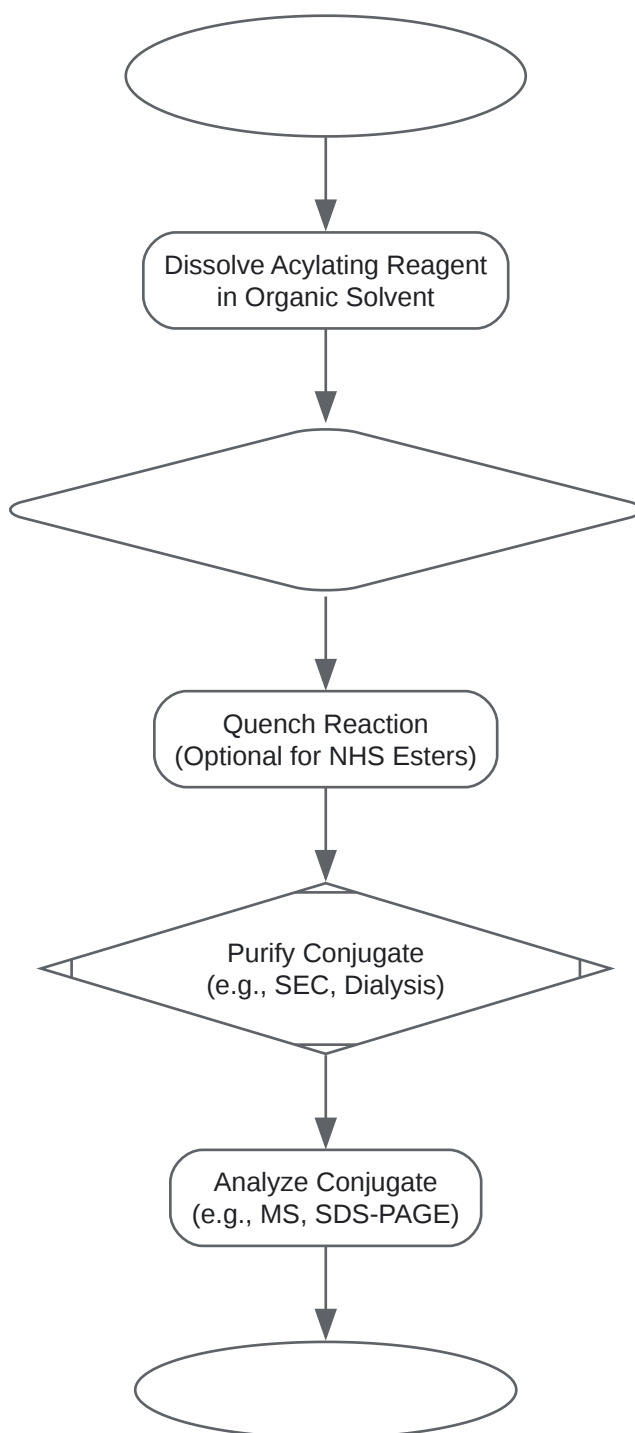 Dissolve Acylating Reagent
in Organic Solvent
Quench Reaction
(Optional for NHS Esters)
Purify Conjugate
(e.g., SEC, Dialysis)
Analyze Conjugate
(e.g., MS, SDS-PAGE)